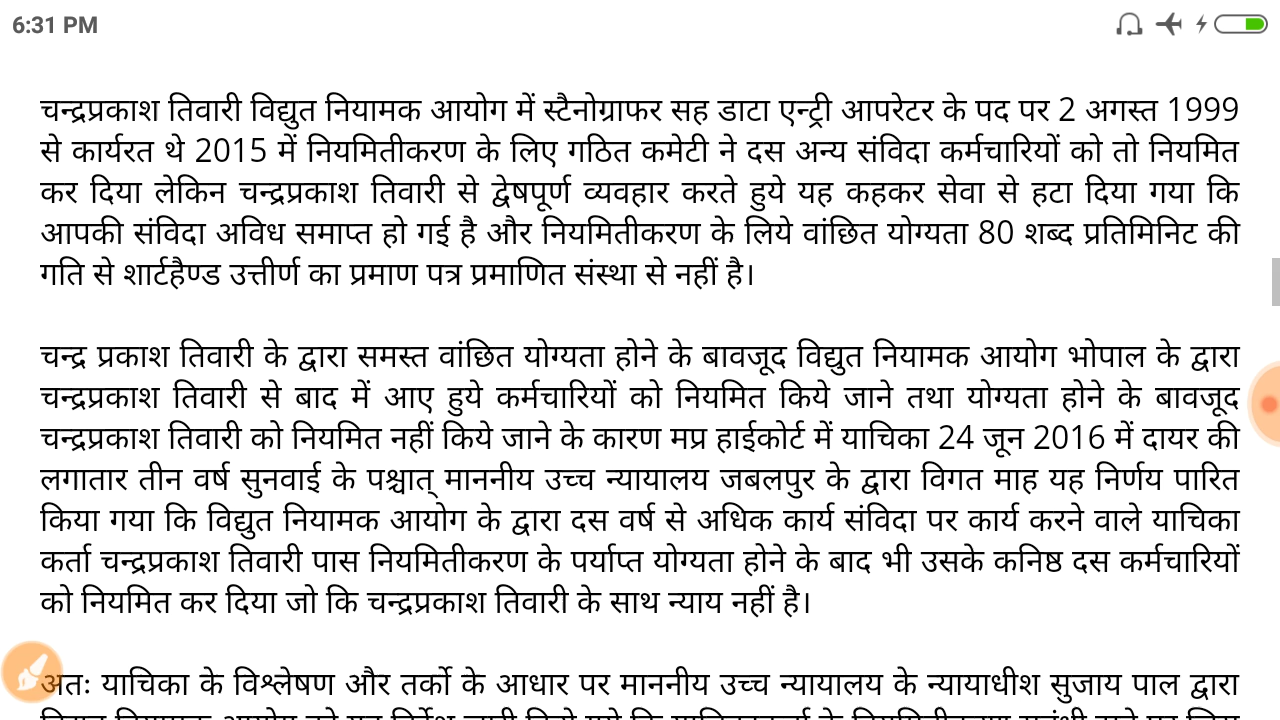 6:31 PM
चन्द्रप्रकाश तिवारी विद्युत नियामक आयोग में स्टैनोग्राफर सह डाटा एन्ट्री आपरेटर के पद पर 2 अगस्त 1999
से कार्यरत थे 2015 में नियमितीकरण के लिए गठित कमेटी ने दस अन्य संविदा कर्मचारियों को तो नियमित
कर दिया लेकिन चन्द्रप्रकाश तिवारी से द्वेषपूर्ण व्यवहार करते हुये यह कहकर सेवा से हटा दिया गया कि
आपकी संविदा अविध समाप्त हो गई है और नियमितीकरण के लिये वांछित योग्यता 80 शब्द प्रतिमिनिट की
गति से शार्टहैण्ड उत्तीर्ण का प्रमाण पत्र प्रमाणित संस्था से नहीं है।
चन्द्र प्रकाश तिवारी के द्वारा समस्त वांछित योग्यता होने के बावजूद विद्युत नियामक आयोग भोपाल के द्वारा
चन्द्रप्रकाश तिवारी से बाद में आए हुये कर्मचारियों को नियमित किये जाने तथा योग्यता होने के बावजूद
चन्द्रप्रकाश तिवारी को नियमित नहीं किये जाने के कारण मप्र हाईकोर्ट में याचिका 24 जून 2016 में दायर की
लगातार तीन वर्ष सुनवाई के पश्चात् माननीय उच्च न्यायालय जबलपुर के द्वारा विगत माह यह निर्णय पारित
किया गया कि विद्युत नियामक आयोग के द्वारा दस वर्ष से अधिक कार्य संविदा पर कार्य करने वाले याचिका
कर्ता चन्द्रप्रकाश तिवारी पास नियमितीकरण के पर्याप्त योग्यता होने के बाद भी उसके कनिष्ठ दस कर्मचारियों
को नियमित कर दिया जो कि चन्द्रप्रकाश तिवारी के साथ न्याय नहीं है।
अतः याचिका के विश्लेषण और तर्को के आधार पर माननीय उच्च न्यायालय के न्यायाधीश सुजाय पाल द्वारा